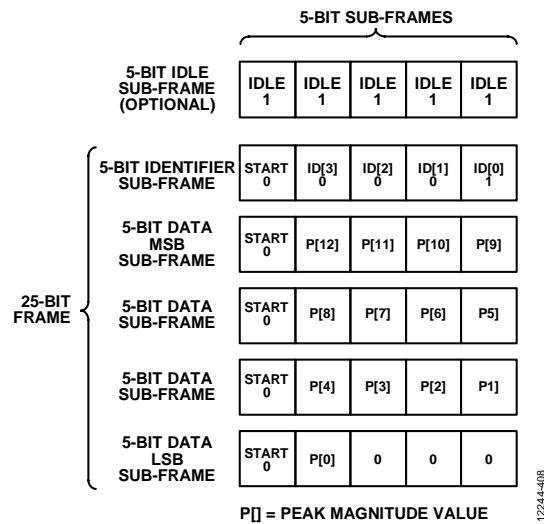 5-BIT SUB-FRAMES
5-BIT IDLE
SUB-FRAME
(OPTIONAL)
IDLE IDLE IDLE IDLE IDLE
1 1 1 1 1
5-BIT IDENTIFIER
SUB-FRAME
START ID[3] ID[2] ID[1] ID[0]
0 0 0 0 1
5-BIT DATA
MSB
SUB-FRAME
START
0
P[12] P[11] P[10] P[9]
25-BIT
FRAME
5-BIT DATA
SUB-FRAME
START
0
P[8] P[7] P[6] P5]
5-BIT DATA
SUB-FRAME
START
0
P[4] P[3] P[2] P1]
5-BIT DATA
LSB
SUB-FRAME
START
0
P[0] 0 0 0
P[] = PEAK MAGNITUDE VALUE
12244-408